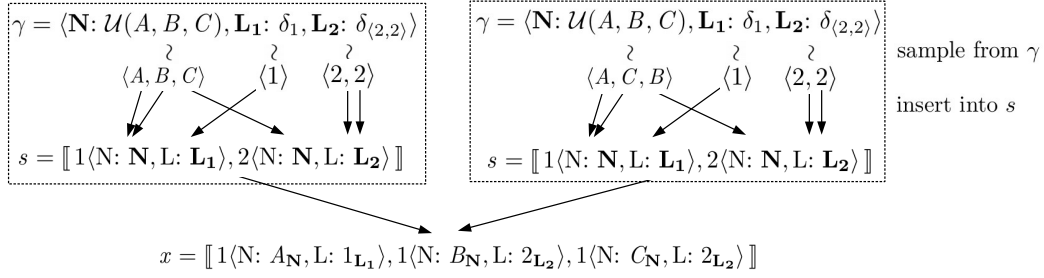 γ = ⟨N: 𝒰(A, B, C), L₁: δ₁, L₂: δ⟨2,2⟩⟩
≀ ≀ ≀
⟨A, B, C⟩ ⟨1⟩ ⟨2, 2⟩
s = ⟦1⟨N: N, L: L₁⟩, 2⟨N: N, L: L₂⟩⟧
γ = ⟨N: 𝒰(A, B, C), L₁: δ₁, L₂: δ⟨2,2⟩⟩
≀ ≀ ≀
⟨A, C, B⟩ ⟨1⟩ ⟨2, 2⟩
s = ⟦1⟨N: N, L: L₁⟩, 2⟨N: N, L: L₂⟩⟧
sample from γ
insert into s
x = ⟦1⟨N: A_N, L: 1_L₁⟩, 1⟨N: B_N, L: 2_L₂⟩, 1⟨N: C_N, L: 2_L₂⟩⟧